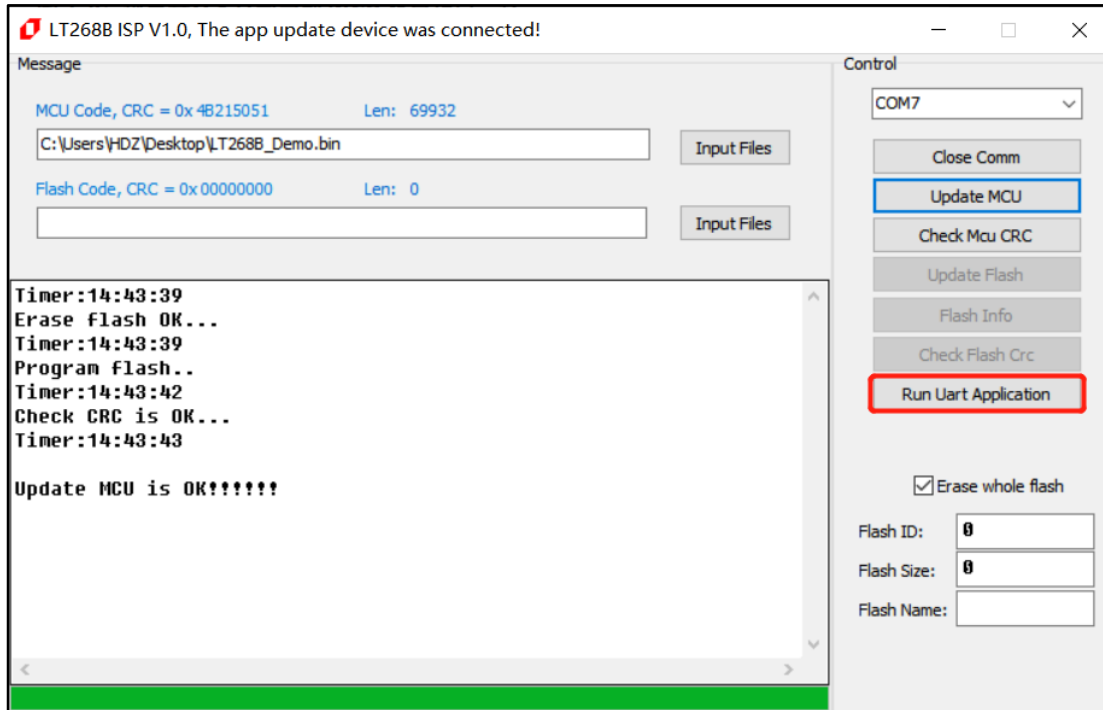 LT268B ISP V1.0, The app update device was connected!
Message
MCU Code, CRC = 0x 4B215051 Len: 69932
C:\Users\HDZ\Desktop\LT268B_Demo.bin
Input Files
Flash Code, CRC = 0x 00000000 Len: 0
Input Files
Timer:14:43:39
Erase flash OK...
Timer:14:43:39
Program flash..
Timer:14:43:42
Check CRC is OK...
Timer:14:43:43
Update MCU is OK!!!!!!
Control
COM7
Close Comm
Update MCU
Check Mcu CRC
Update Flash
Flash Info
Check Flash Crc
Run Uart Application
Erase whole flash
Flash ID: 0
Flash Size: 0
Flash Name: